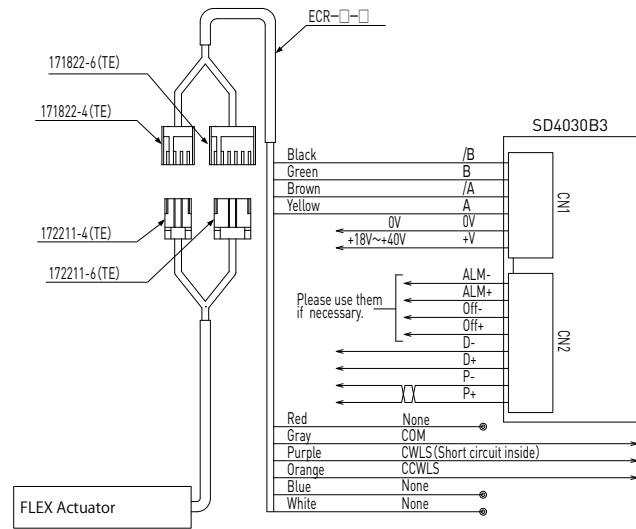 ECR-□-□
171822-6(TE)
171822-4(TE)
SD4030B3
Black /B
Green B
Brown /A
Yellow A
0V 0V
+18V~+40V +V
CN1
172211-4(TE)
172211-6(TE)
Please use them
if necessary.
ALM-
ALM+
Off-
Off+
D-
D+
P-
P+
CN2
Red None
Gray COM
Purple CWLS(Short circuit inside)
Orange CCWLS
Blue None
White None
FLEX Actuator